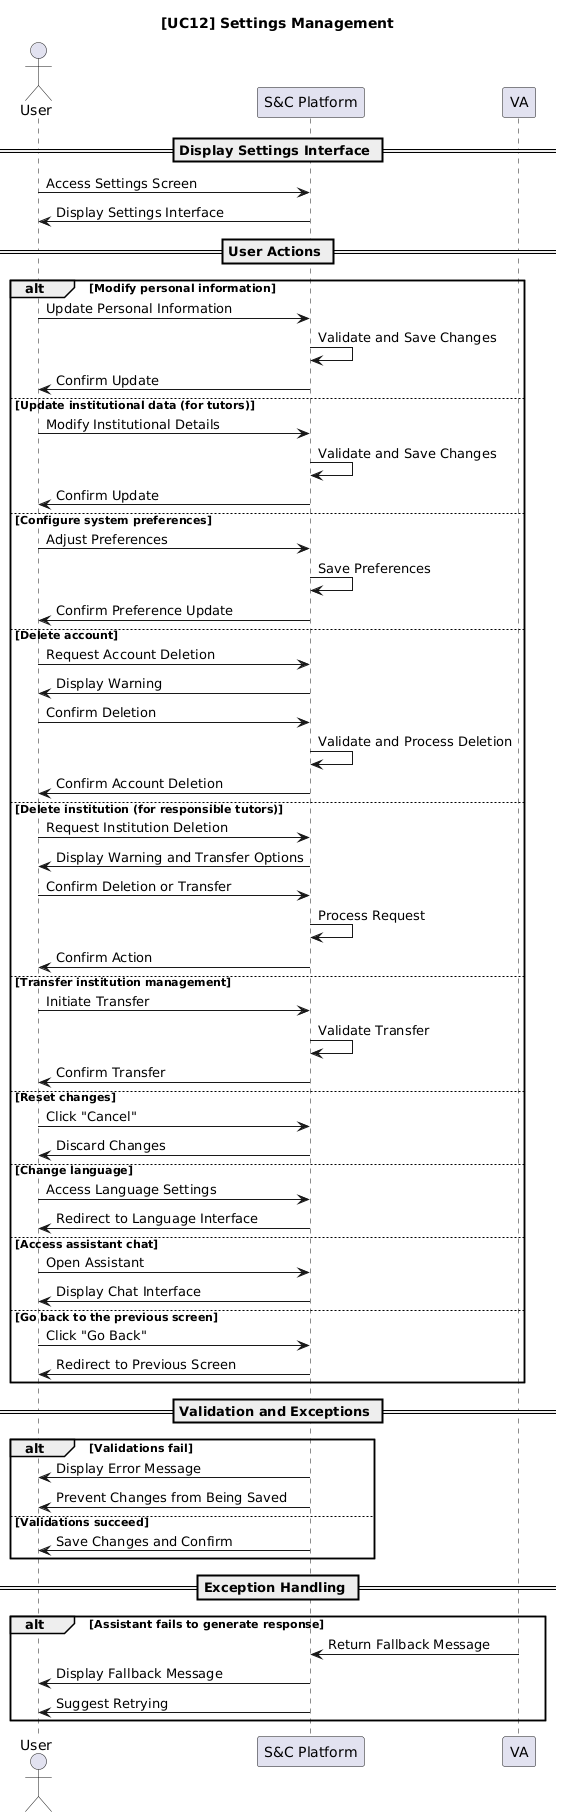 [UC12] Settings Management
User
S&C Platform
VA
Display Settings Interface
Access Settings Screen
Display Settings Interface
User Actions
alt
[Modify personal information]
Update Personal Information
Validate and Save Changes
Confirm Update
[Update institutional data (for tutors)]
Modify Institutional Details
Validate and Save Changes
Confirm Update
[Configure system preferences]
Adjust Preferences
Save Preferences
Confirm Preference Update
[Delete account]
Request Account Deletion
Display Warning
Confirm Deletion
Validate and Process Deletion
Confirm Account Deletion
[Delete institution (for responsible tutors)]
Request Institution Deletion
Display Warning and Transfer Options
Confirm Deletion or Transfer
Process Request
Confirm Action
[Transfer institution management]
Initiate Transfer
Validate Transfer
Confirm Transfer
[Reset changes]
Click "Cancel"
Discard Changes
[Change language]
Access Language Settings
Redirect to Language Interface
[Access assistant chat]
Open Assistant
Display Chat Interface
[Go back to the previous screen]
Click "Go Back"
Redirect to Previous Screen
Validation and Exceptions
alt
[Validations fail]
Display Error Message
Prevent Changes from Being Saved
[Validations succeed]
Save Changes and Confirm
Exception Handling
alt
[Assistant fails to generate response]
Return Fallback Message
Display Fallback Message
Suggest Retrying
User
S&C Platform
VA